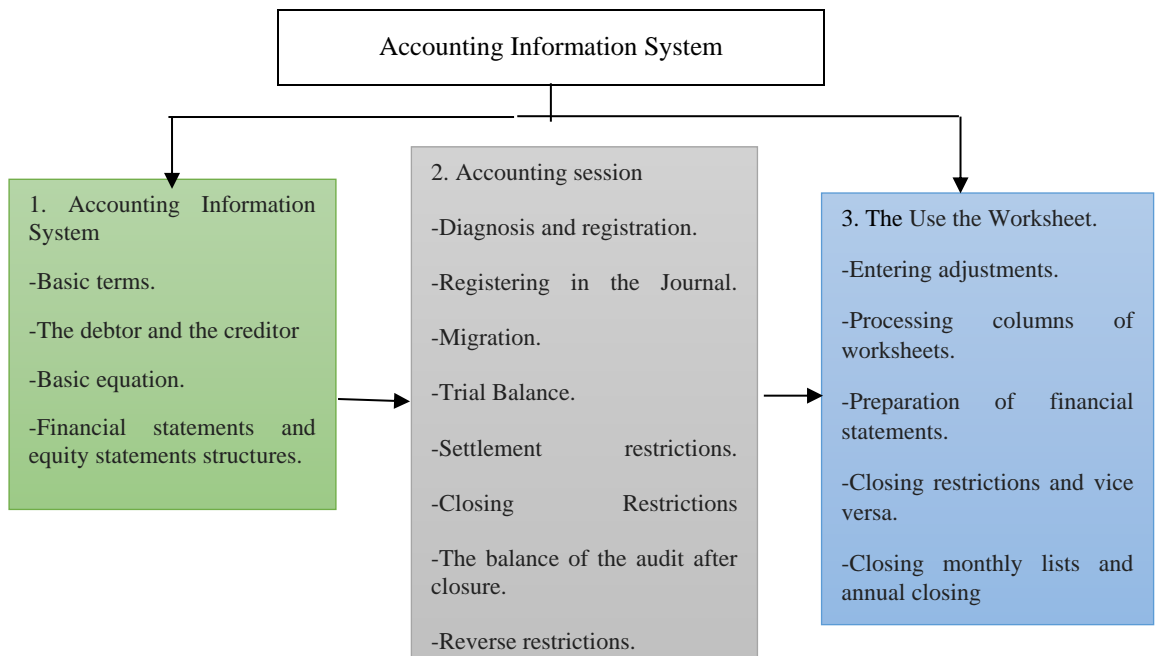 Accounting Information System
1. Accounting Information
System
-Basic terms.
-The debtor and the creditor
-Basic equation.
-Financial statements and
equity statements structures.
2. Accounting session
-Diagnosis and registration.
-Registering in the Journal.
-Migration.
-Trial Balance.
-Settlement restrictions.
-Closing Restrictions
-The balance of the audit after
closure.
-Reverse restrictions.
3. The Use the Worksheet.
-Entering adjustments.
-Processing columns of
worksheets.
-Preparation of financial
statements.
-Closing restrictions and vice
versa.
-Closing monthly lists and
annual closing